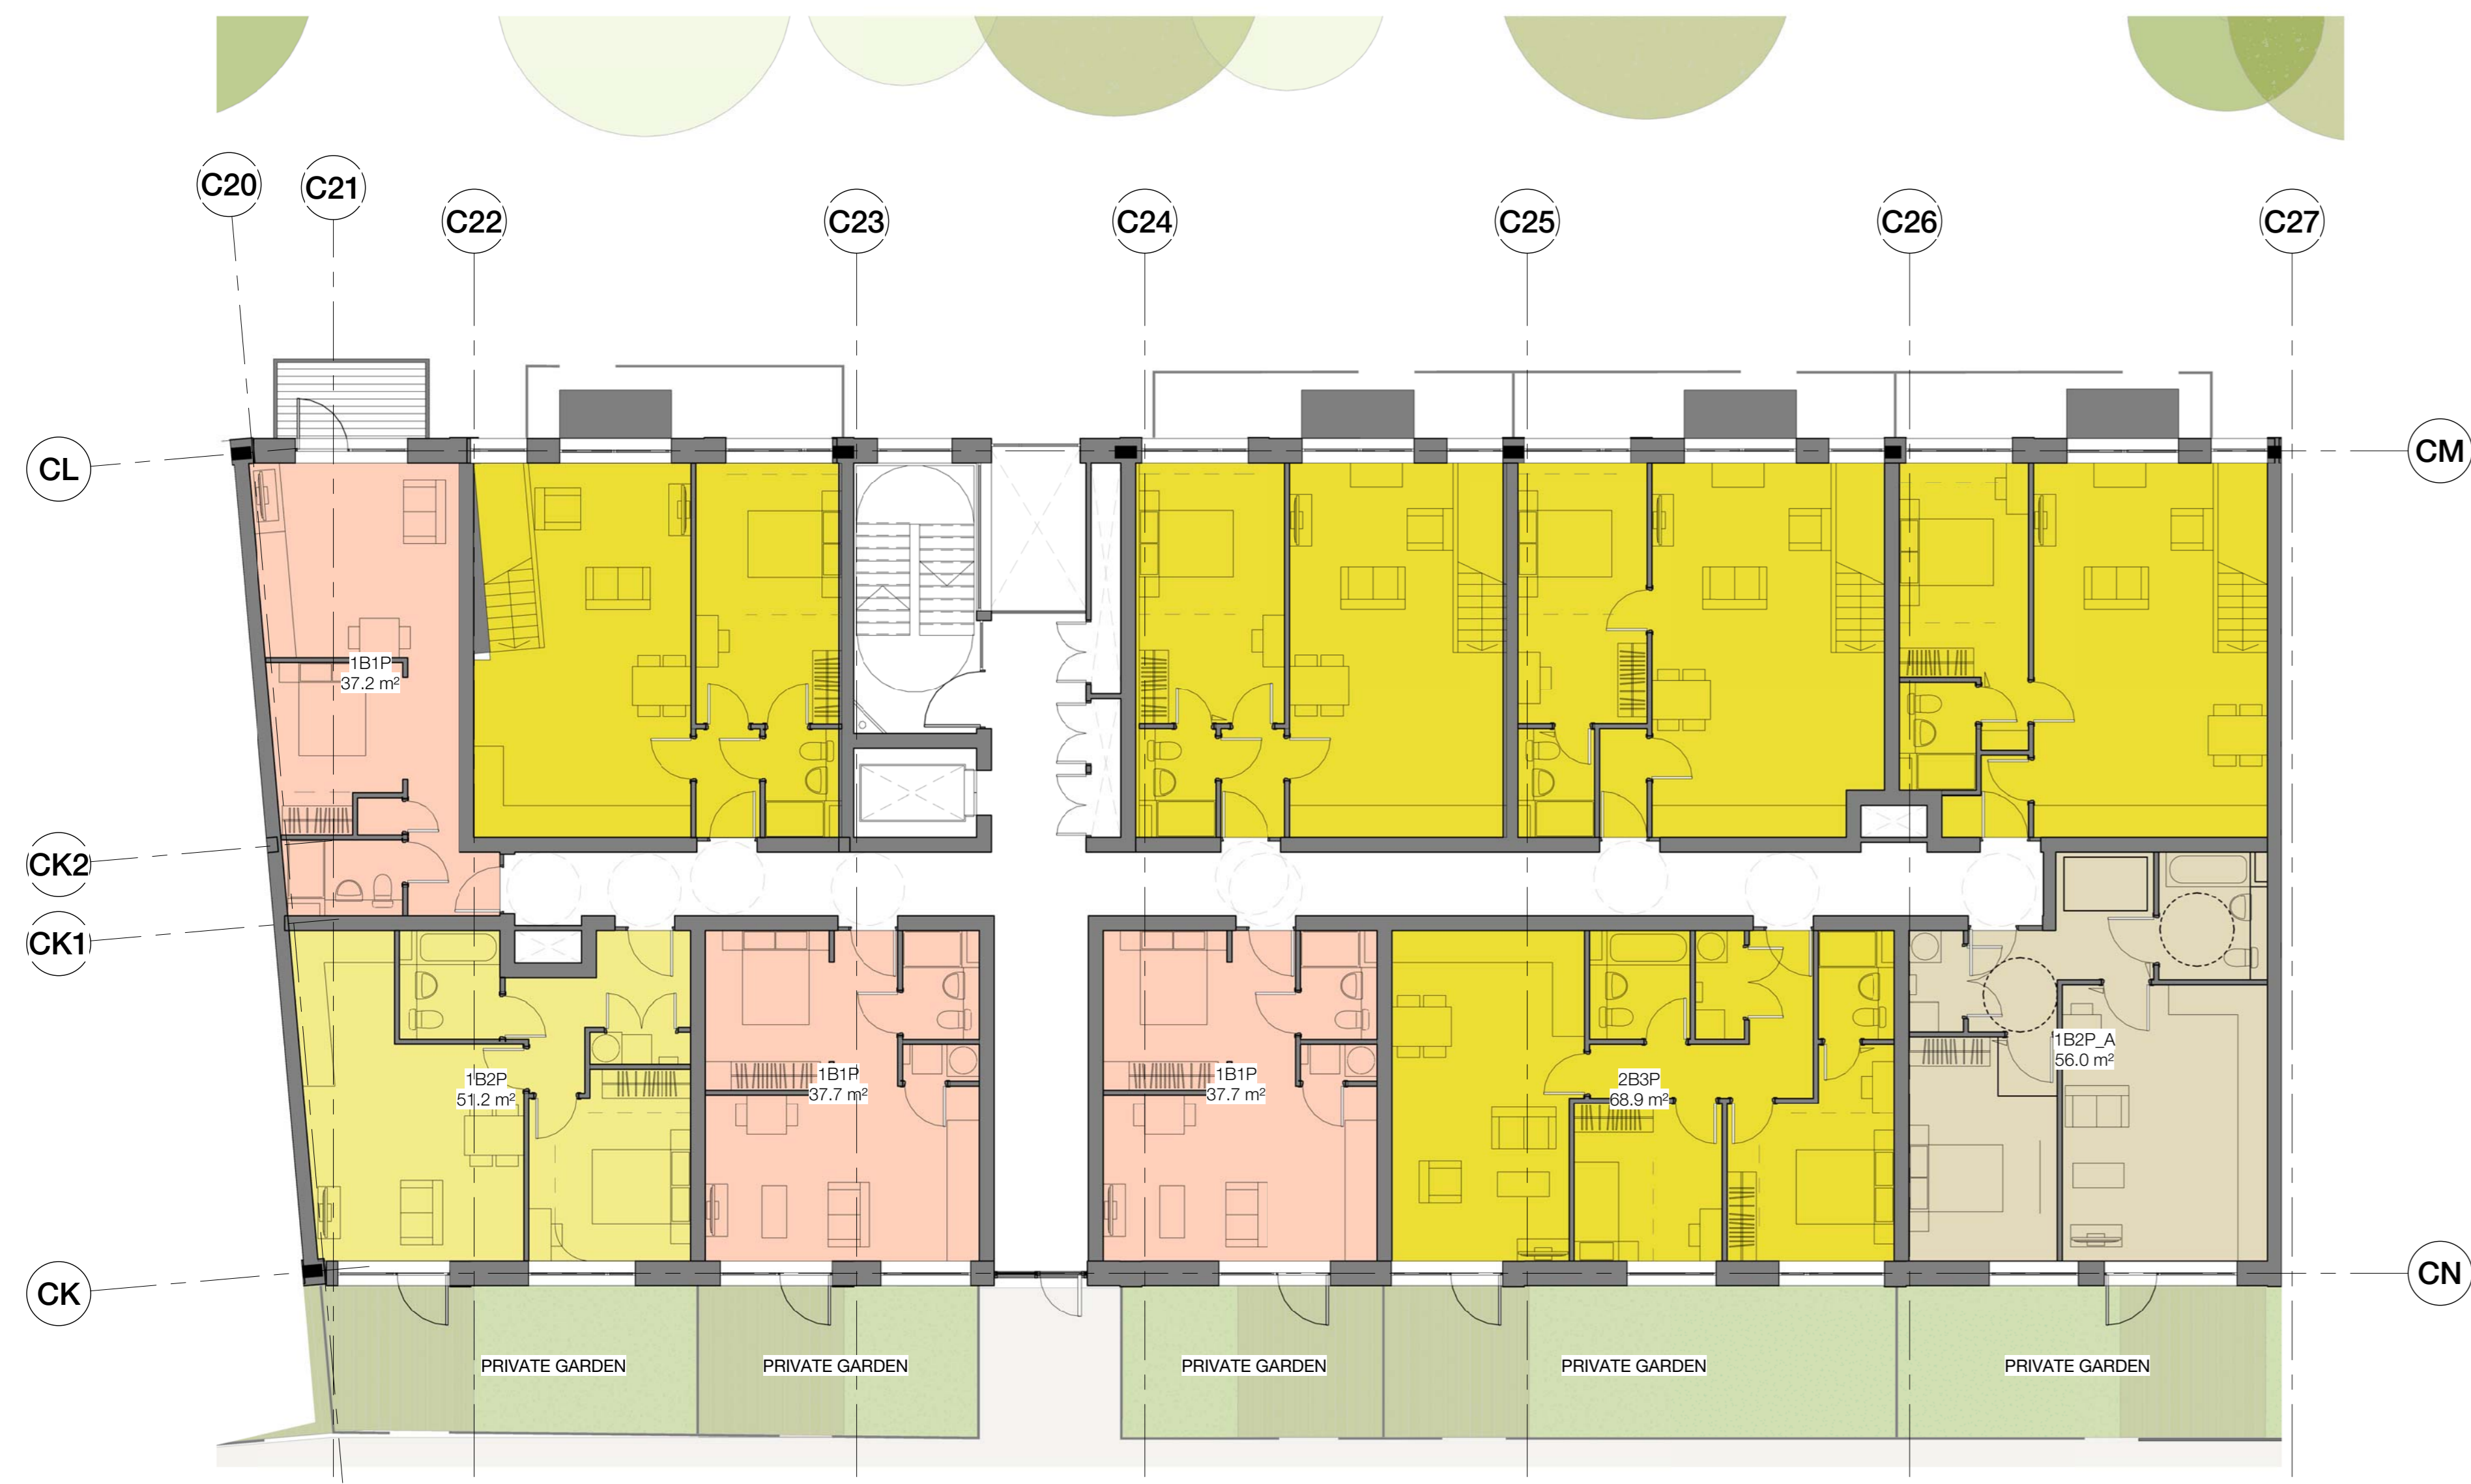 C20
C21
C22
C23
C24
C25
C26
C27
CL
CM
1B1P
37.2 m²
CK2
CK1
1B2P
51.2 m²
1B1P
37.7 m²
1B1P
37.7 m²
2B3P
68.9 m²
1B2P_A
56.0 m²
CK
CN
PRIVATE GARDEN
PRIVATE GARDEN
PRIVATE GARDEN
PRIVATE GARDEN
PRIVATE GARDEN